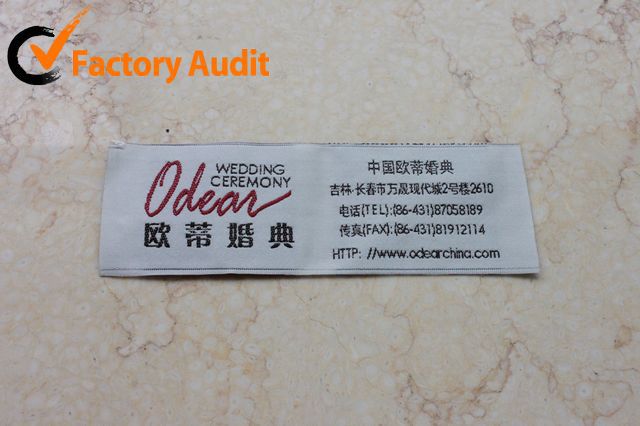 Factory Audit
WEDDING
CEREMONY
Odear
欧蒂婚典
中国欧蒂婚典
吉林·长春市万晟现代城2号楼2610
电话(TEL):(86-431)87058189
传真(FAX):(86-431)81912114
HTTP: //www.odearchina.com